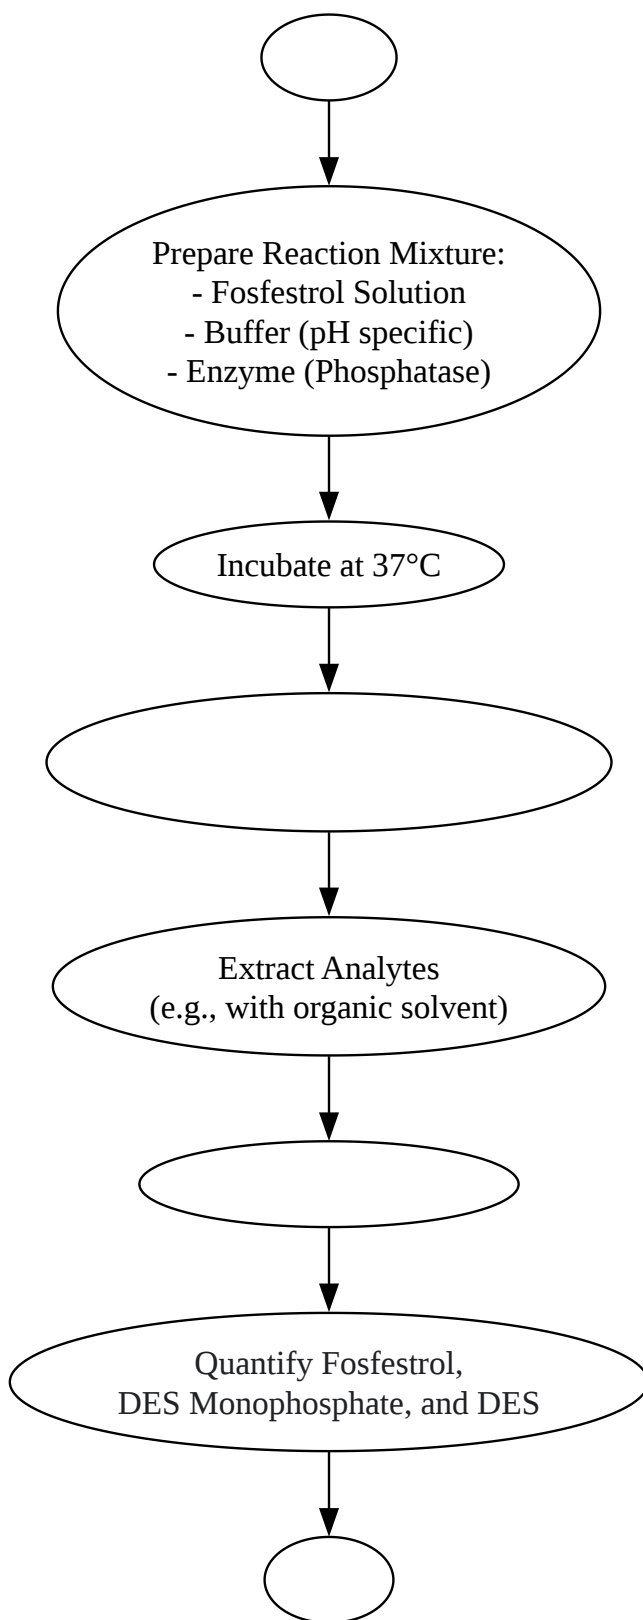 Prepare Reaction Mixture:
- Fosfestrol Solution
- Buffer (pH specific)
- Enzyme (Phosphatase)
Incubate at 37°C
Extract Analytes
(e.g., with organic solvent)
Quantify Fosfestrol,
DES Monophosphate, and DES